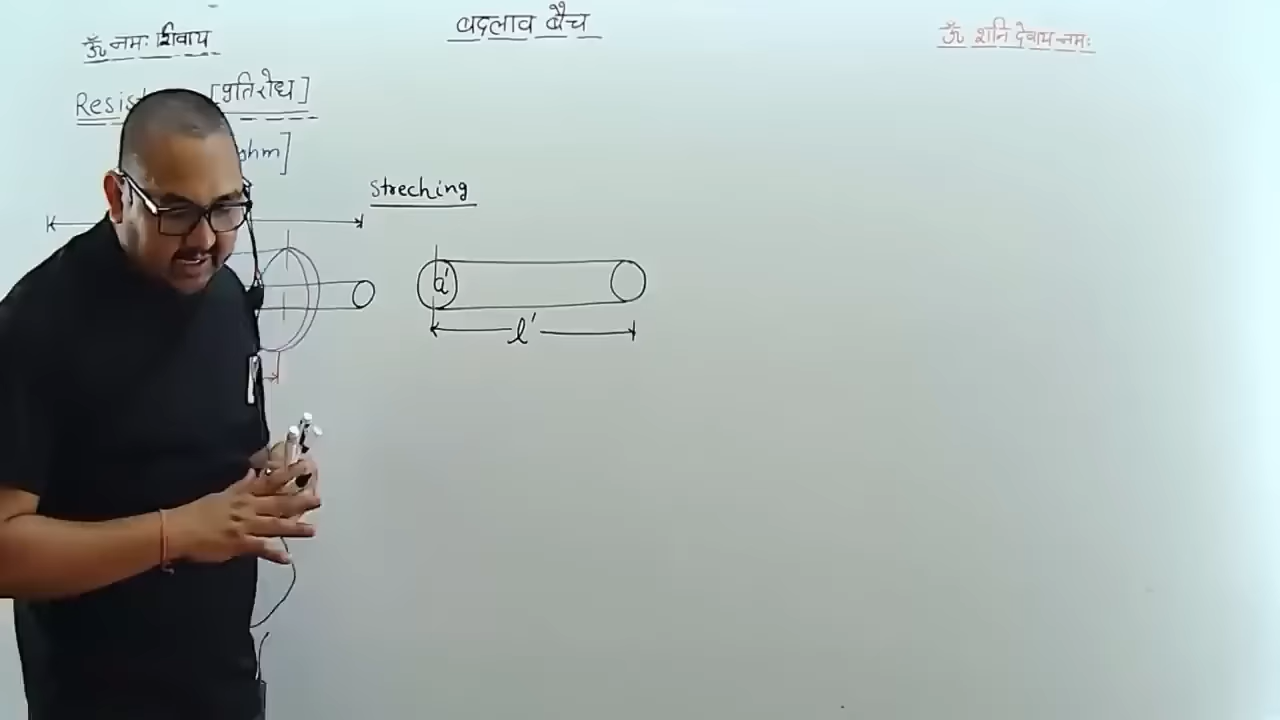 ॐ नमः शिवाय
बदलाव बैच
ॐ शनि देवाय नमः
[प्रतिरोध]
ohm]
Streching
a'
l'